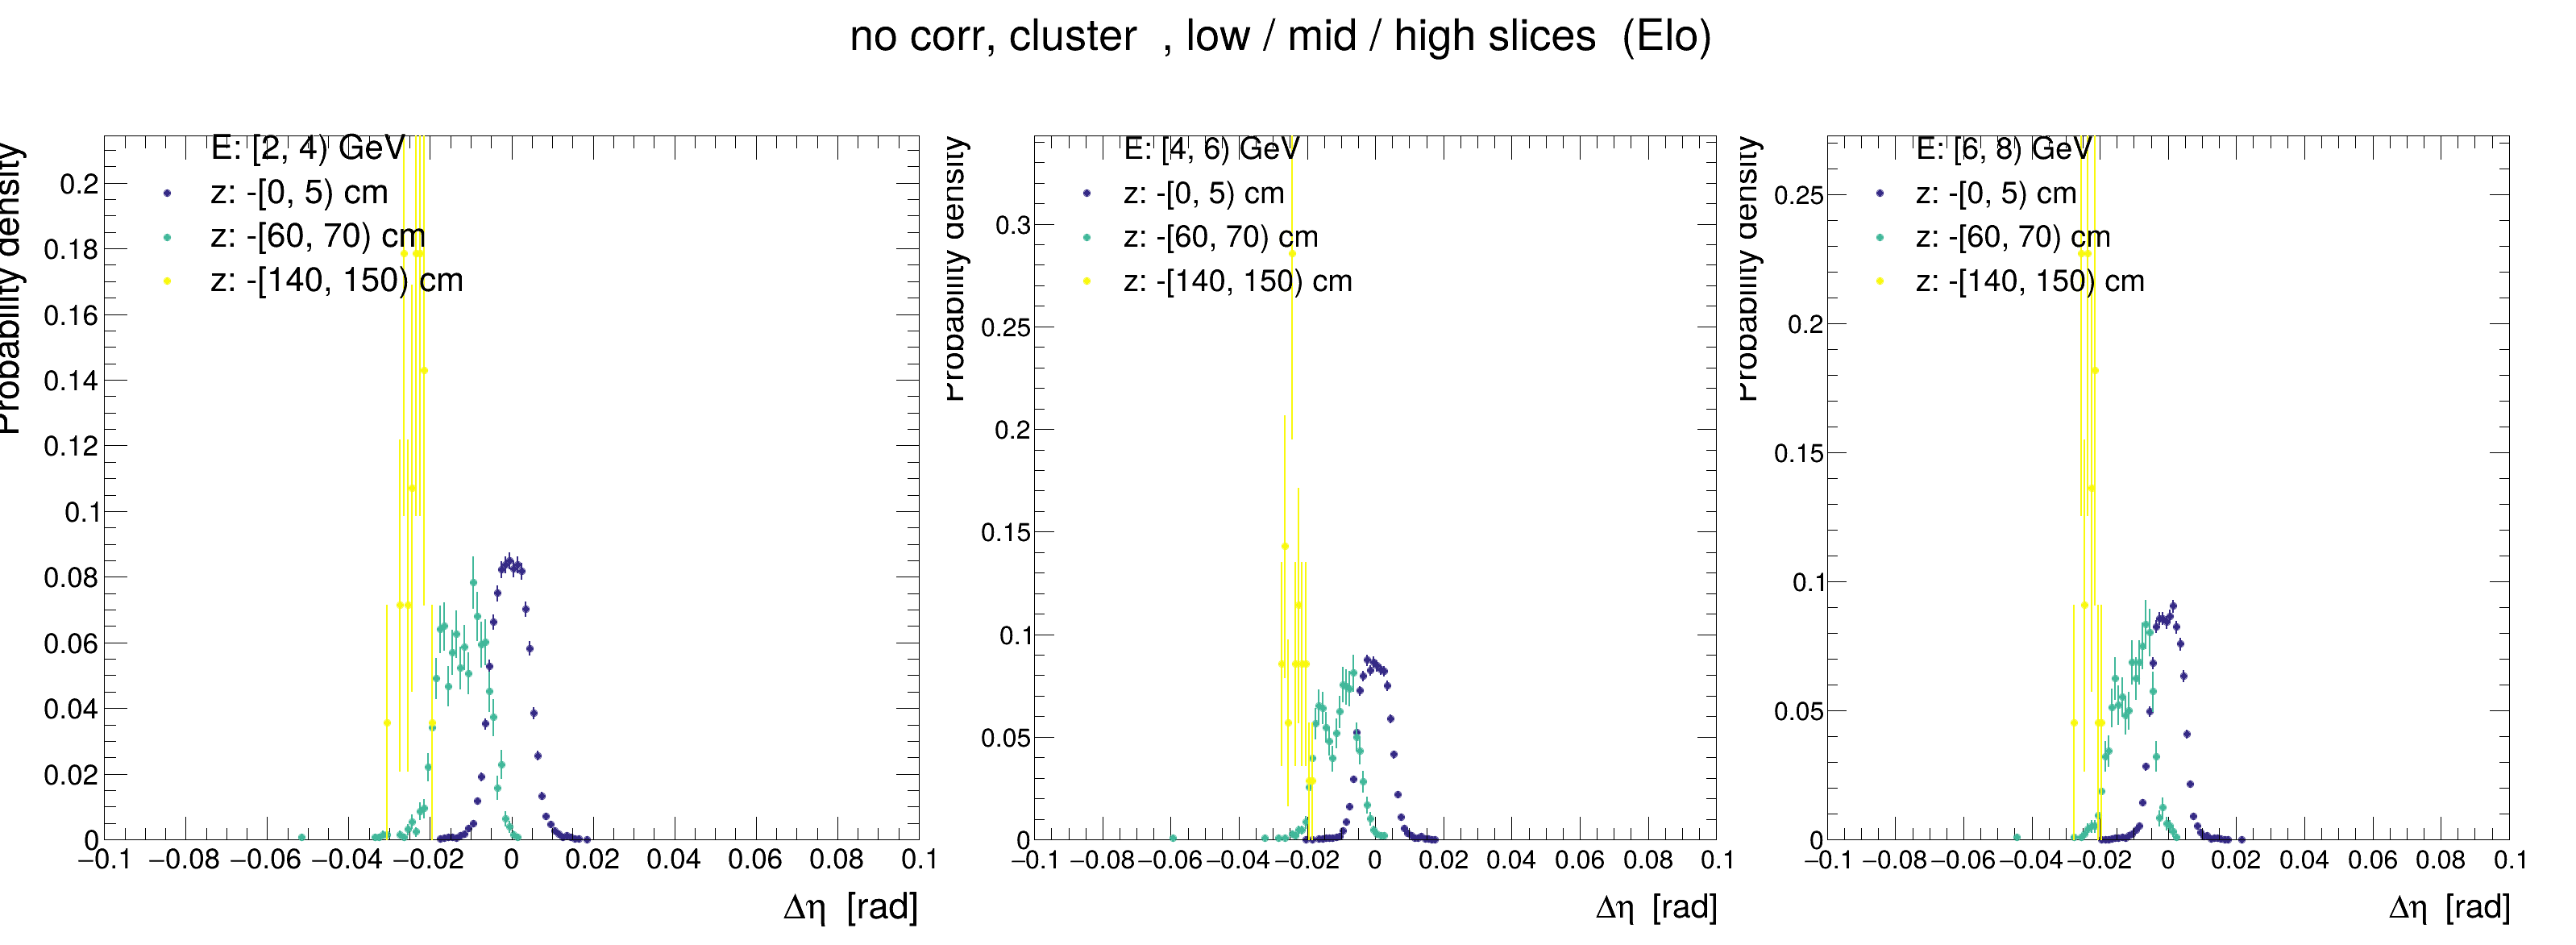 no corr, cluster , low / mid / high slices (Elo)
Probability density
E: [2, 4) GeV
z: -[0, 5) cm
z: -[60, 70) cm
z: -[140, 150) cm
0.2
0.18
0.16
0.14
0.12
0.1
0.08
0.06
0.04
0.02
0
−0.1 −0.08 −0.06 −0.04 −0.02 0 0.02 0.04 0.06 0.08 0.1
Δη [rad]
Probability density
E: [4, 6) GeV
z: -[0, 5) cm
z: -[60, 70) cm
z: -[140, 150) cm
0.3
0.25
0.2
0.15
0.1
0.05
0
−0.1 −0.08 −0.06 −0.04 −0.02 0 0.02 0.04 0.06 0.08 0.1
Δη [rad]
Probability density
E: [6, 8) GeV
z: -[0, 5) cm
z: -[60, 70) cm
z: -[140, 150) cm
0.25
0.2
0.15
0.1
0.05
0
−0.1 −0.08 −0.06 −0.04 −0.02 0 0.02 0.04 0.06 0.08 0.1
Δη [rad]